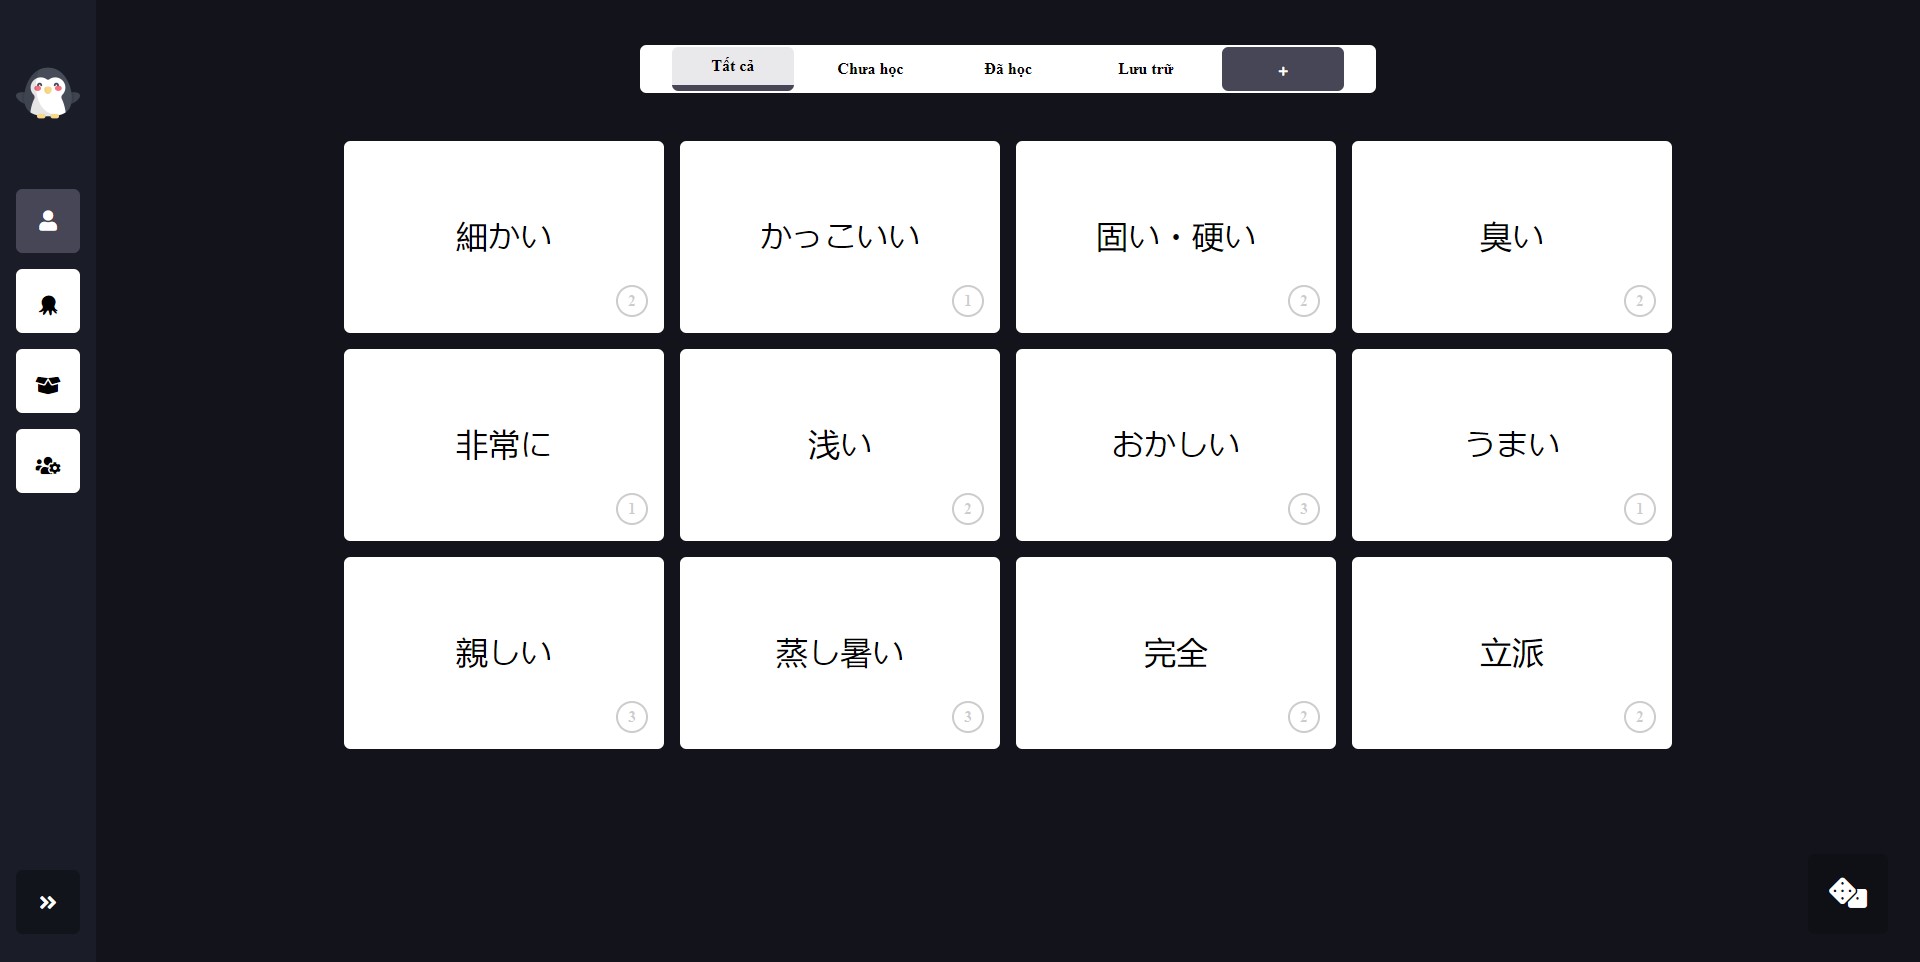 Tất cả
Chưa học
Đã học
Lưu trữ
+
細かい
2
かっこいい
1
固い・硬い
2
臭い
2
非常に
1
浅い
2
おかしい
3
うまい
1
親しい
3
蒸し暑い
3
完全
2
立派
2